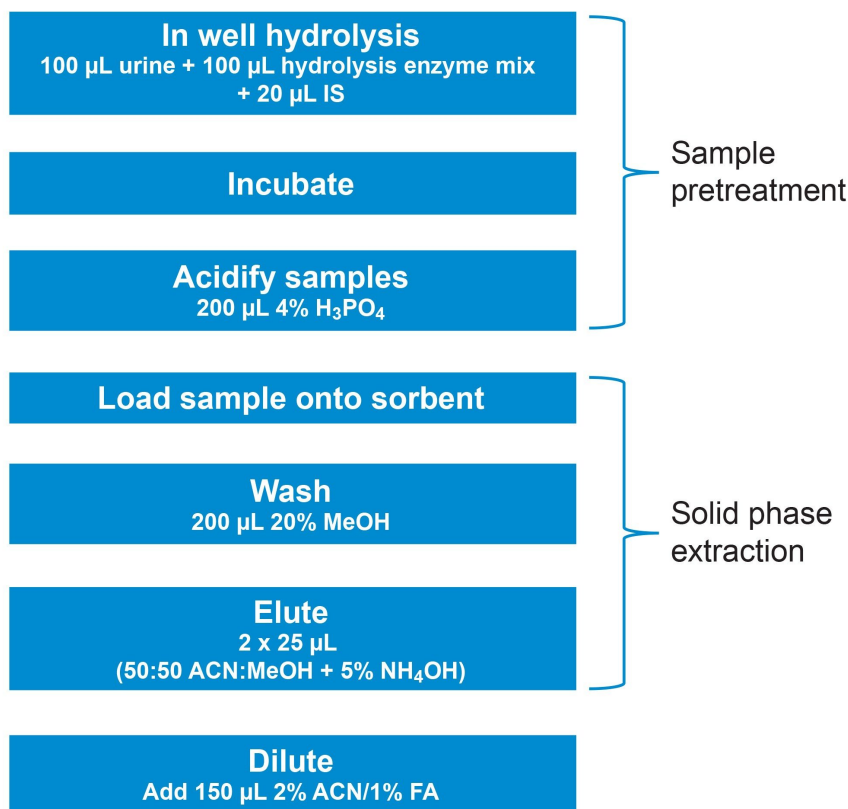 In well hydrolysis
100 µL urine + 100 µL hydrolysis enzyme mix
+ 20 µL IS
Incubate
Acidify samples
200 µL 4% H₃PO₄
Sample
pretreatment
Load sample onto sorbent
Wash
200 µL 20% MeOH
Elute
2 x 25 µL
(50:50 ACN:MeOH + 5% NH₄OH)
Solid phase
extraction
Dilute
Add 150 µL 2% ACN/1% FA